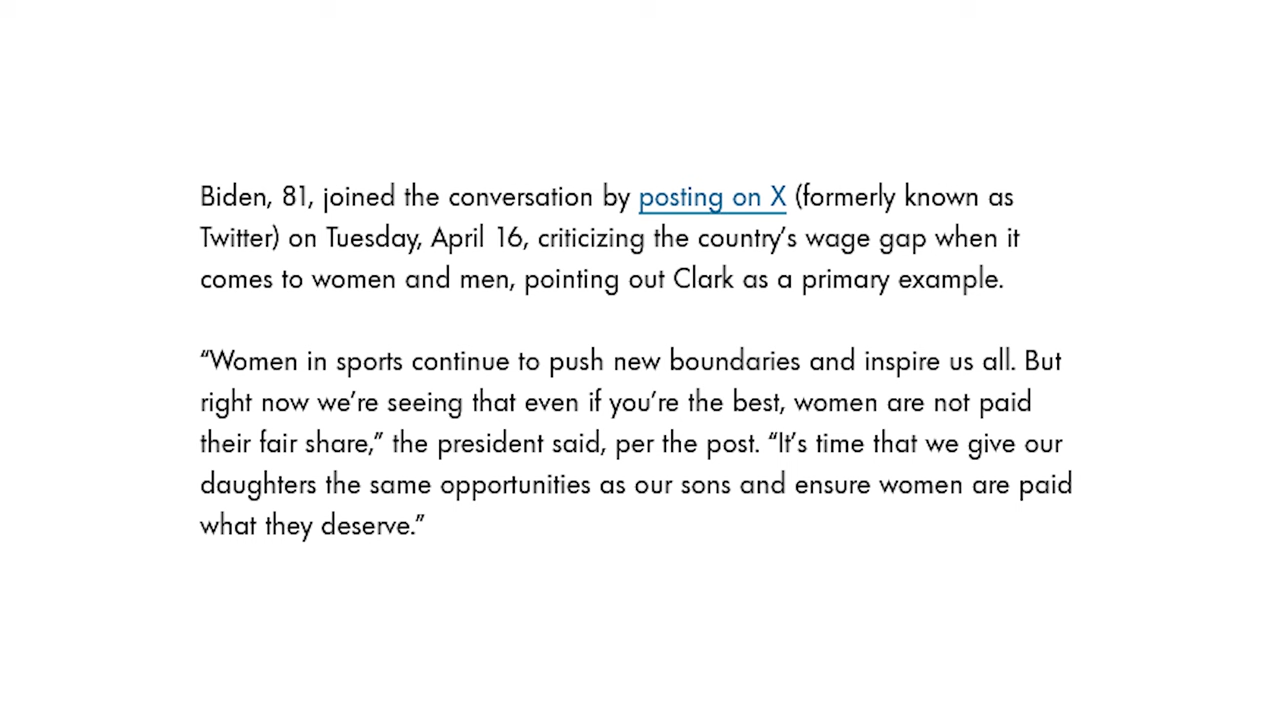 Biden, 81, joined the conversation by posting on X (formerly known as
Twitter) on Tuesday, April 16, criticizing the country’s wage gap when it
comes to women and men, pointing out Clark as a primary example.
“Women in sports continue to push new boundaries and inspire us all. But
right now we’re seeing that even if you’re the best, women are not paid
their fair share,” the president said, per the post. “It’s time that we give our
daughters the same opportunities as our sons and ensure women are paid
what they deserve.”